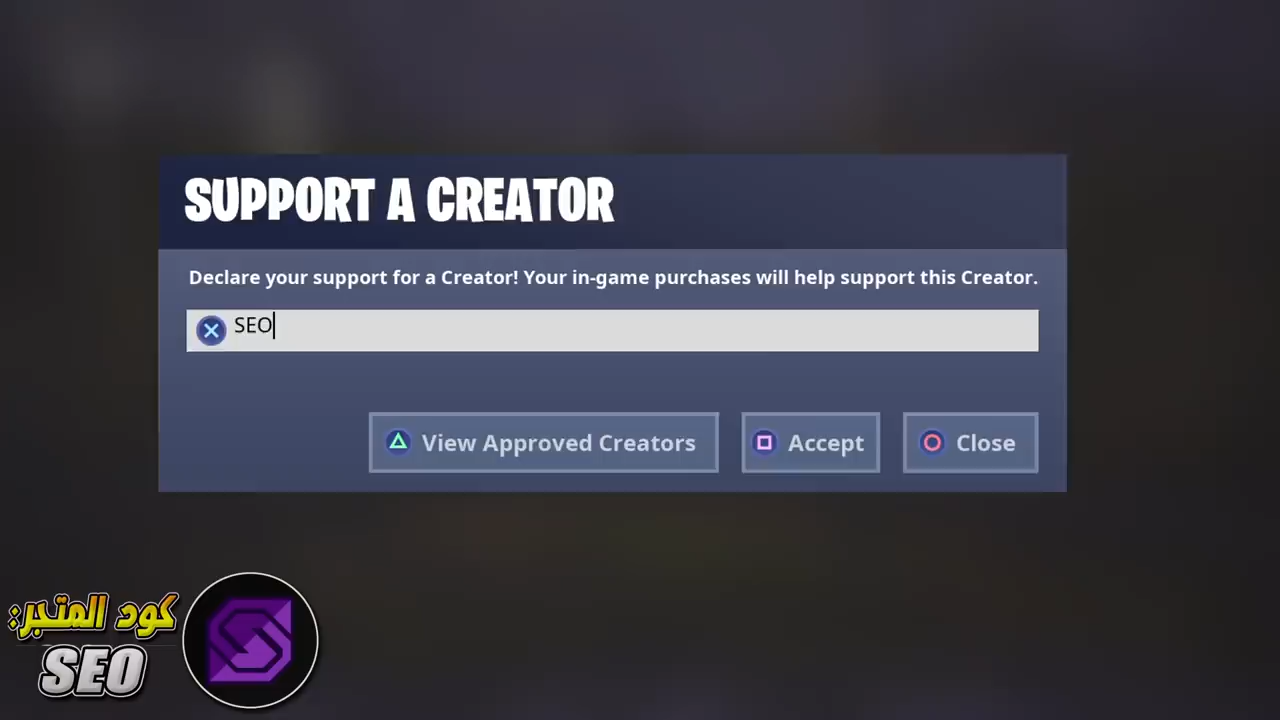 SUPPORT A CREATOR
Declare your support for a Creator! Your in-game purchases will help support this Creator.
SEO
View Approved Creators
Accept
Close
كود المتجر:
SEO